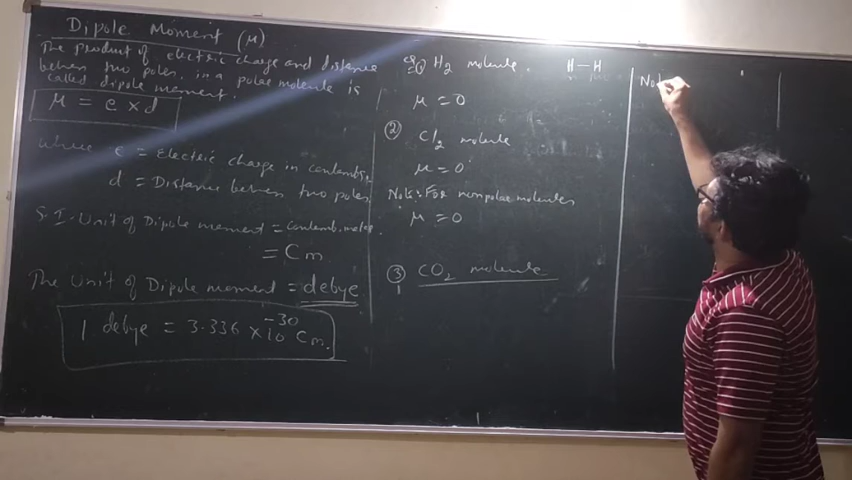 Dipole Moment (μ)
The product of electric charge and distance
between two poles in a polar molecule is
called dipole moment.
μ = e × d
where e = Electric charge in coulombs,
d = Distance between two poles
S.I. Unit of Dipole moment = coulomb.meter.
= Cm
The Unit of Dipole moment = debye
1 debye = 3.336 × 10⁻³⁰ Cm.
eg ① H₂ molecule. H — H
μ = 0
② Cl₂ molecule
μ = 0
Note: For nonpolar molecules
μ = 0
③ CO₂ molecule
Not